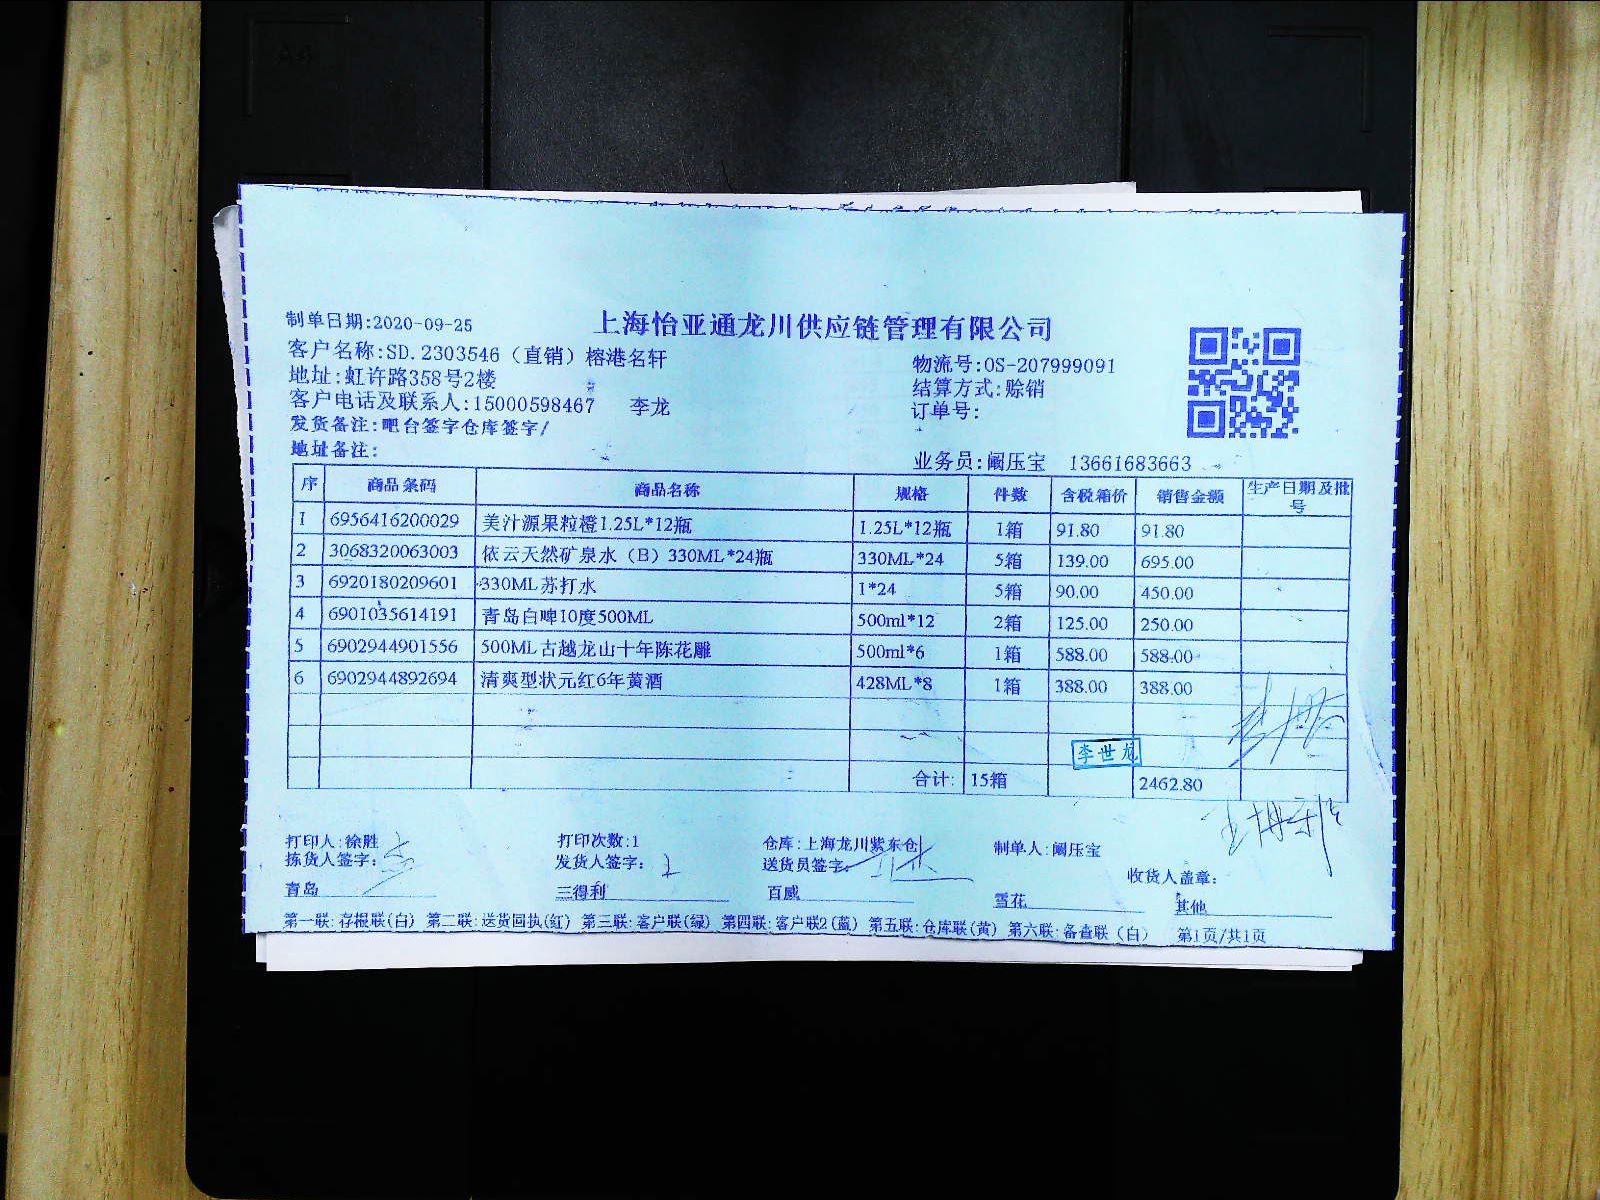 制单日期:2020-09-25
上海怡亚通龙川供应链管理有限公司
客户名称:SD.2303546（直销）榕港名轩
物流号:OS-207999091
地址:虹许路358号2楼
结算方式:赊销
客户电话及联系人:15000598467 李龙
订单号:
发货备注:吧台签字仓库签字/
地址备注:
业务员:阚压宝 13661683663
序 商品条码 商品名称 规格 件数 含税箱价 销售金额 生产日期及批号
1 6956416200029 美汁源果粒橙1.25L*12瓶 1.25L*12瓶 1箱 91.80 91.80
2 3068320063003 依云天然矿泉水（B）330ML*24瓶 330ML*24 5箱 139.00 695.00
3 6920180209601 330ML苏打水 1*24 5箱 90.00 450.00
4 6901035614191 青岛白啤10度500ML 500ml*12 2箱 125.00 250.00
5 6902944901556 500ML古越龙山十年陈花雕 500ml*6 1箱 588.00 588.00
6 6902944892694 清爽型状元红6年黄酒 428ML*8 1箱 388.00 388.00
李世龙
合计: 15箱 2462.80
打印人:徐胜 打印次数:1 仓库:上海龙川紫东仓 制单人:阚压宝
拣货人签字: 发货人签字: 送货员签字: 收货人盖章:
青岛 三得利 百威 雪花 其他
第一联:存根联(白) 第二联:送货回执(红) 第三联:客户联(绿) 第四联:客户联2(蓝) 第五联:仓库联(黄) 第六联:备查联（白） 第1页/共1页